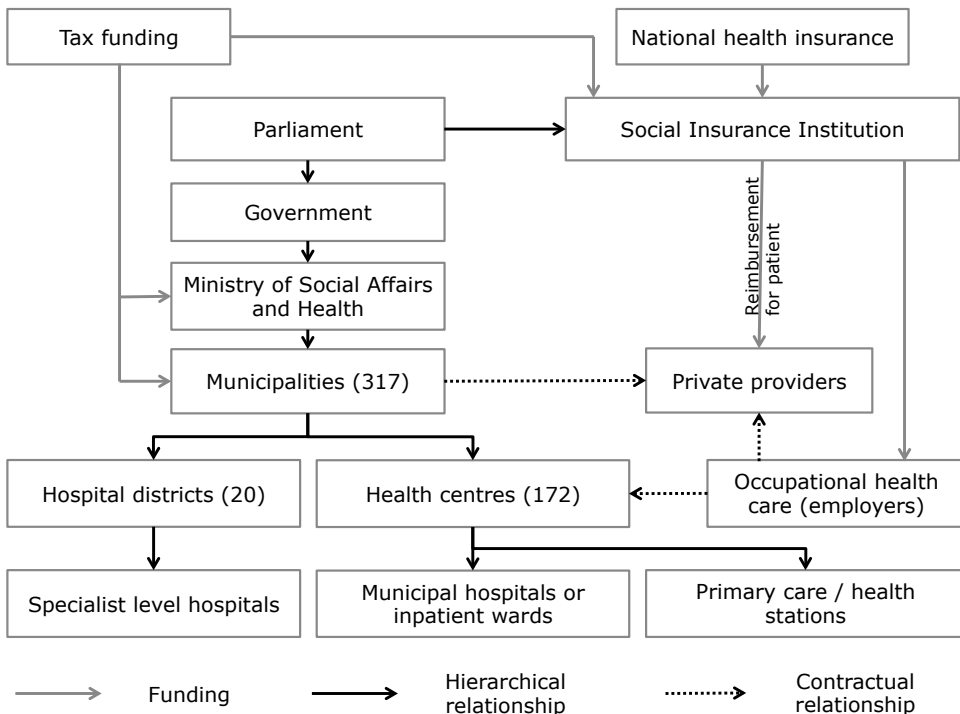 Tax funding
National health insurance
Parliament
Social Insurance Institution
Government
Reimbursement
for patient
Ministry of Social Affairs
and Health
Municipalities (317)
Private providers
Hospital districts (20)
Health centres (172)
Occupational health
care (employers)
Specialist level hospitals
Municipal hospitals or
inpatient wards
Primary care / health
stations
Funding
Hierarchical
relationship
Contractual
relationship